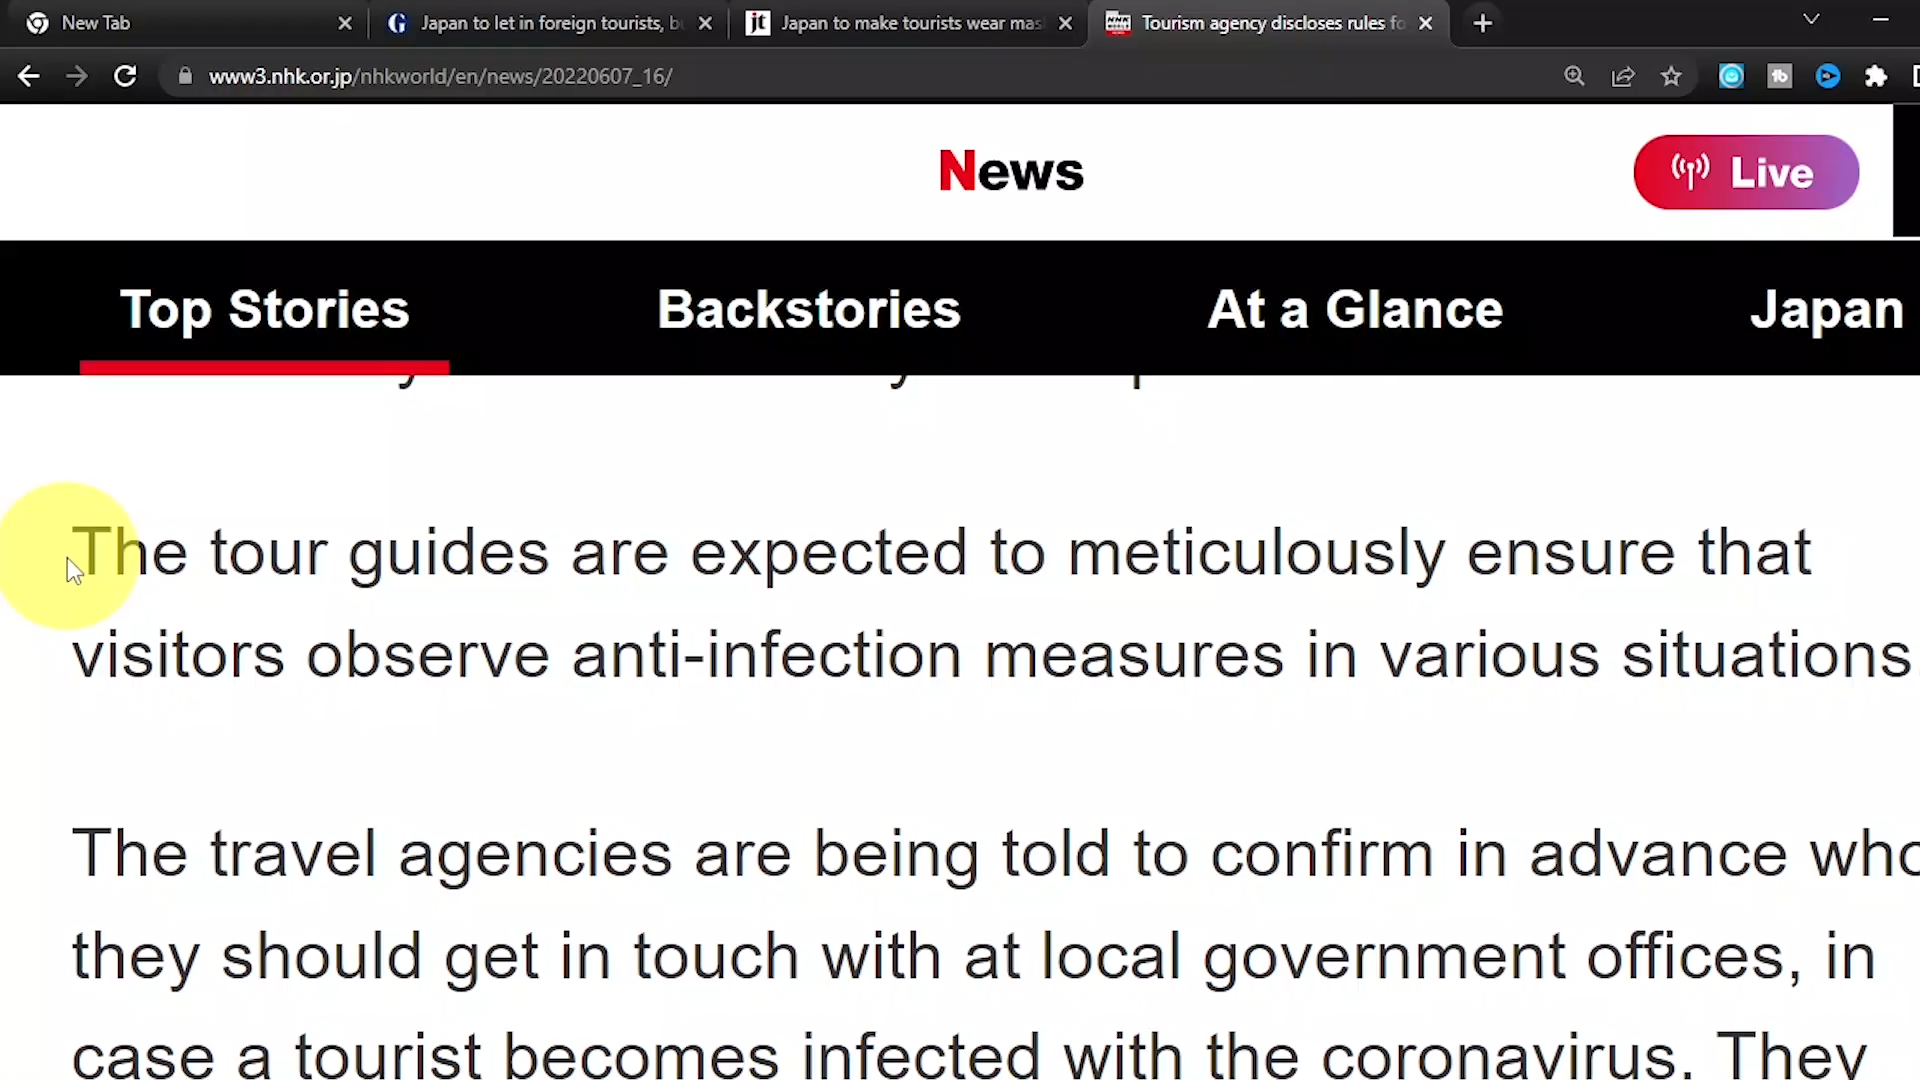 New Tab
Japan to let in foreign tourists, b
Japan to make tourists wear mas
Tourism agency discloses rules fo
www3.nhk.or.jp/nhkworld/en/news/20220607_16/
News
Live
Top Stories
Backstories
At a Glance
Japan
The tour guides are expected to meticulously ensure that
visitors observe anti-infection measures in various situations.
The travel agencies are being told to confirm in advance who
they should get in touch with at local government offices, in
case a tourist becomes infected with the coronavirus. They